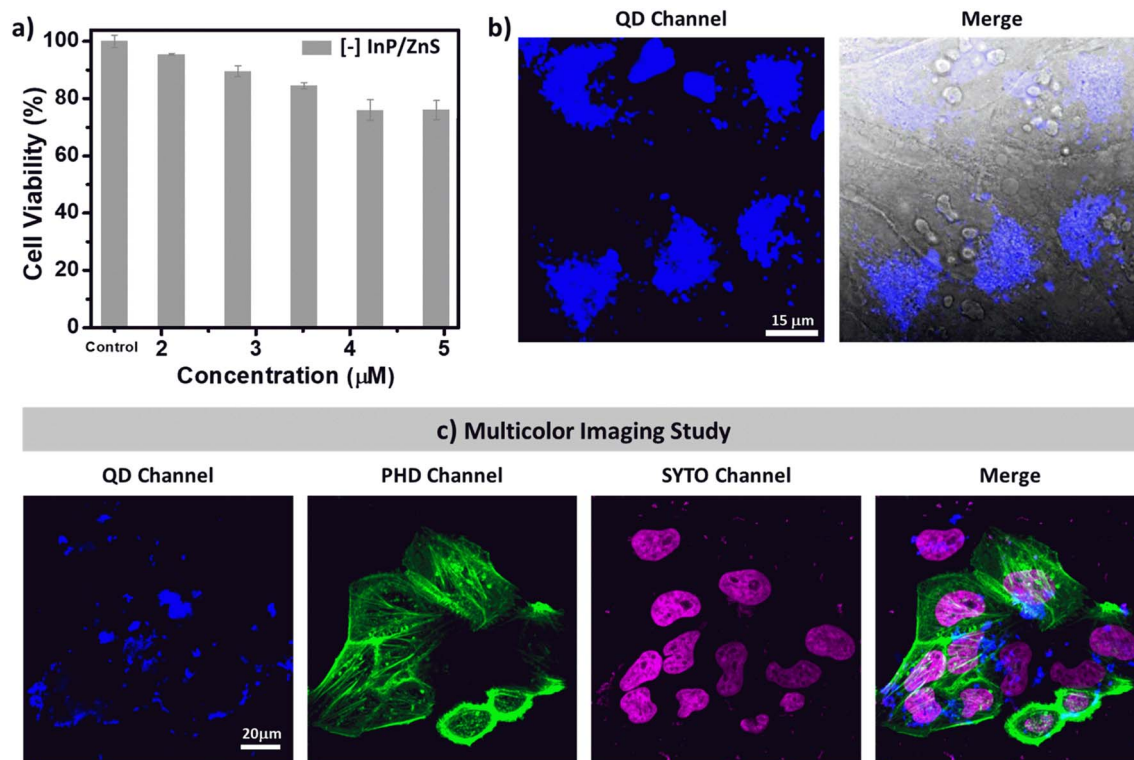 a)
[-] InP/ZnS
100
80
60
40
20
0
Cell Viability (%)
Control 2 3 4 5
Concentration (μM)
b)
QD Channel
Merge
15 μm
c) Multicolor Imaging Study
QD Channel
PHD Channel
SYTO Channel
Merge
20μm